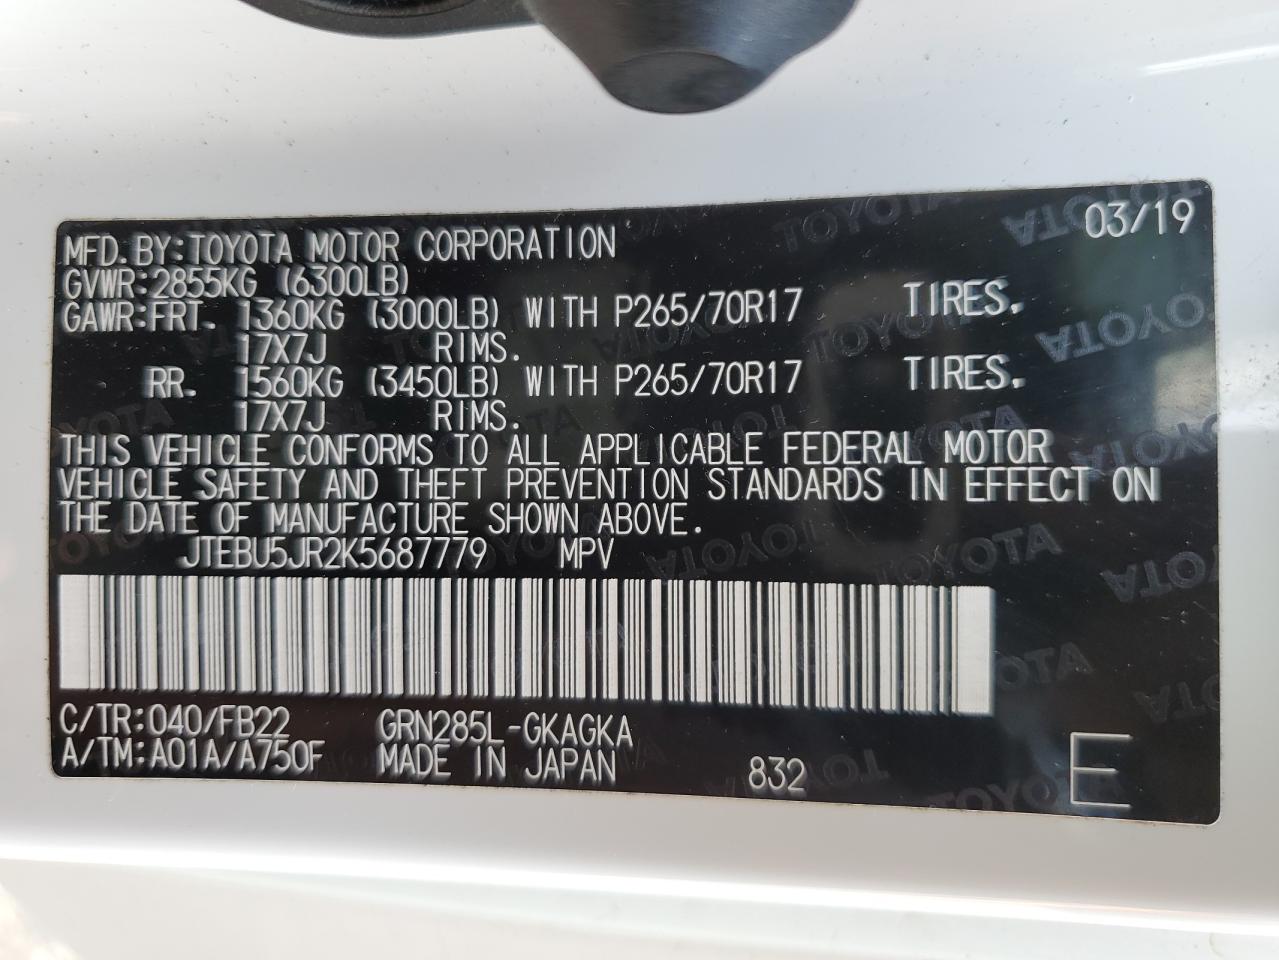 03/19
MFD.BY:TOYOTA MOTOR CORPORATION
GVWR:2855KG (6300LB)
GAWR:FRT. 1360KG (3000LB) WITH P265/70R17 TIRES.
17X7J RIMS.
RR. 1560KG (3450LB) WITH P265/70R17 TIRES.
17X7J RIMS.
THIS VEHICLE CONFORMS TO ALL APPLICABLE FEDERAL MOTOR
VEHICLE SAFETY AND THEFT PREVENTION STANDARDS IN EFFECT ON
THE DATE OF MANUFACTURE SHOWN ABOVE.
JTEBU5JR2K5687779 MPV
C/TR:040/FB22 GRN285L-GKAGKA
A/TM:A01A/A750F MADE IN JAPAN 832 E